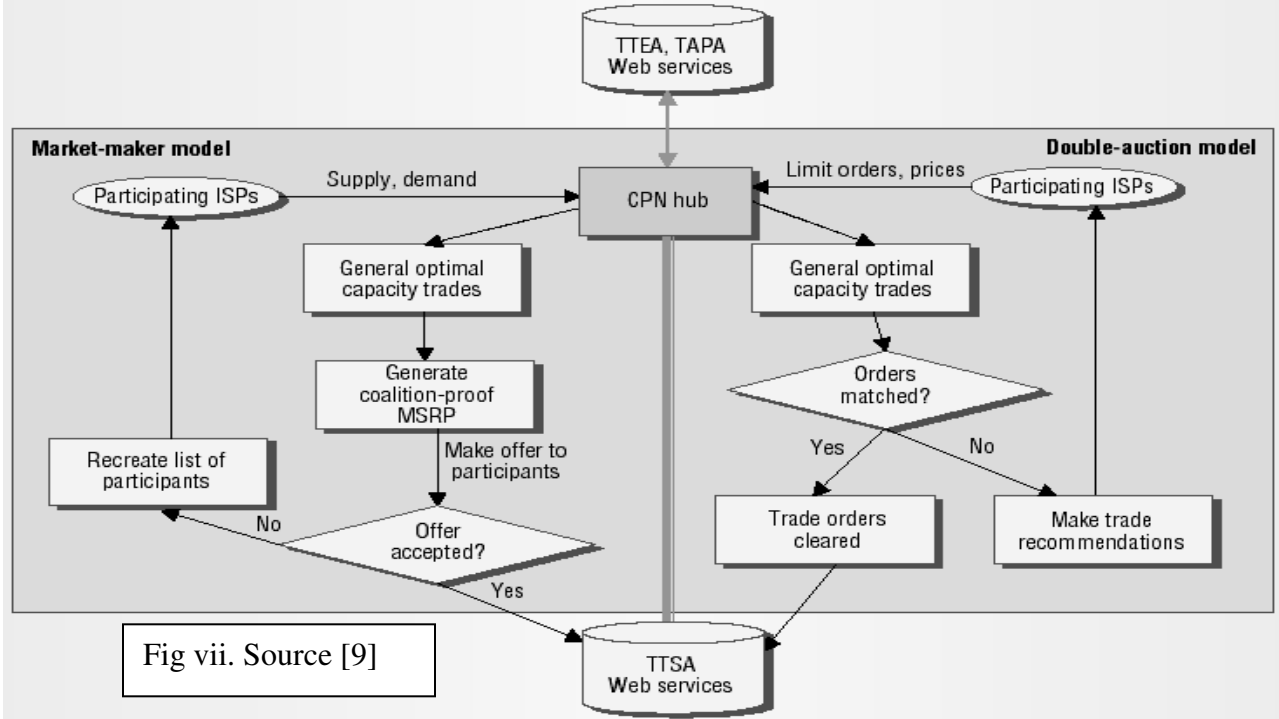 TTEA, TAPA
Web services
Market-maker model
Double-auction model
Participating ISPs
Supply, demand
CPN hub
Limit orders, prices
Participating ISPs
General optimal
capacity trades
General optimal
capacity trades
Generate
coalition-proof
MSRP
Orders
matched?
Make offer to
participants
Yes
No
Recreate list of
participants
No
Offer
accepted?
Yes
Trade orders
cleared
Make trade
recommendations
Fig vii. Source [9]
TTSA
Web services